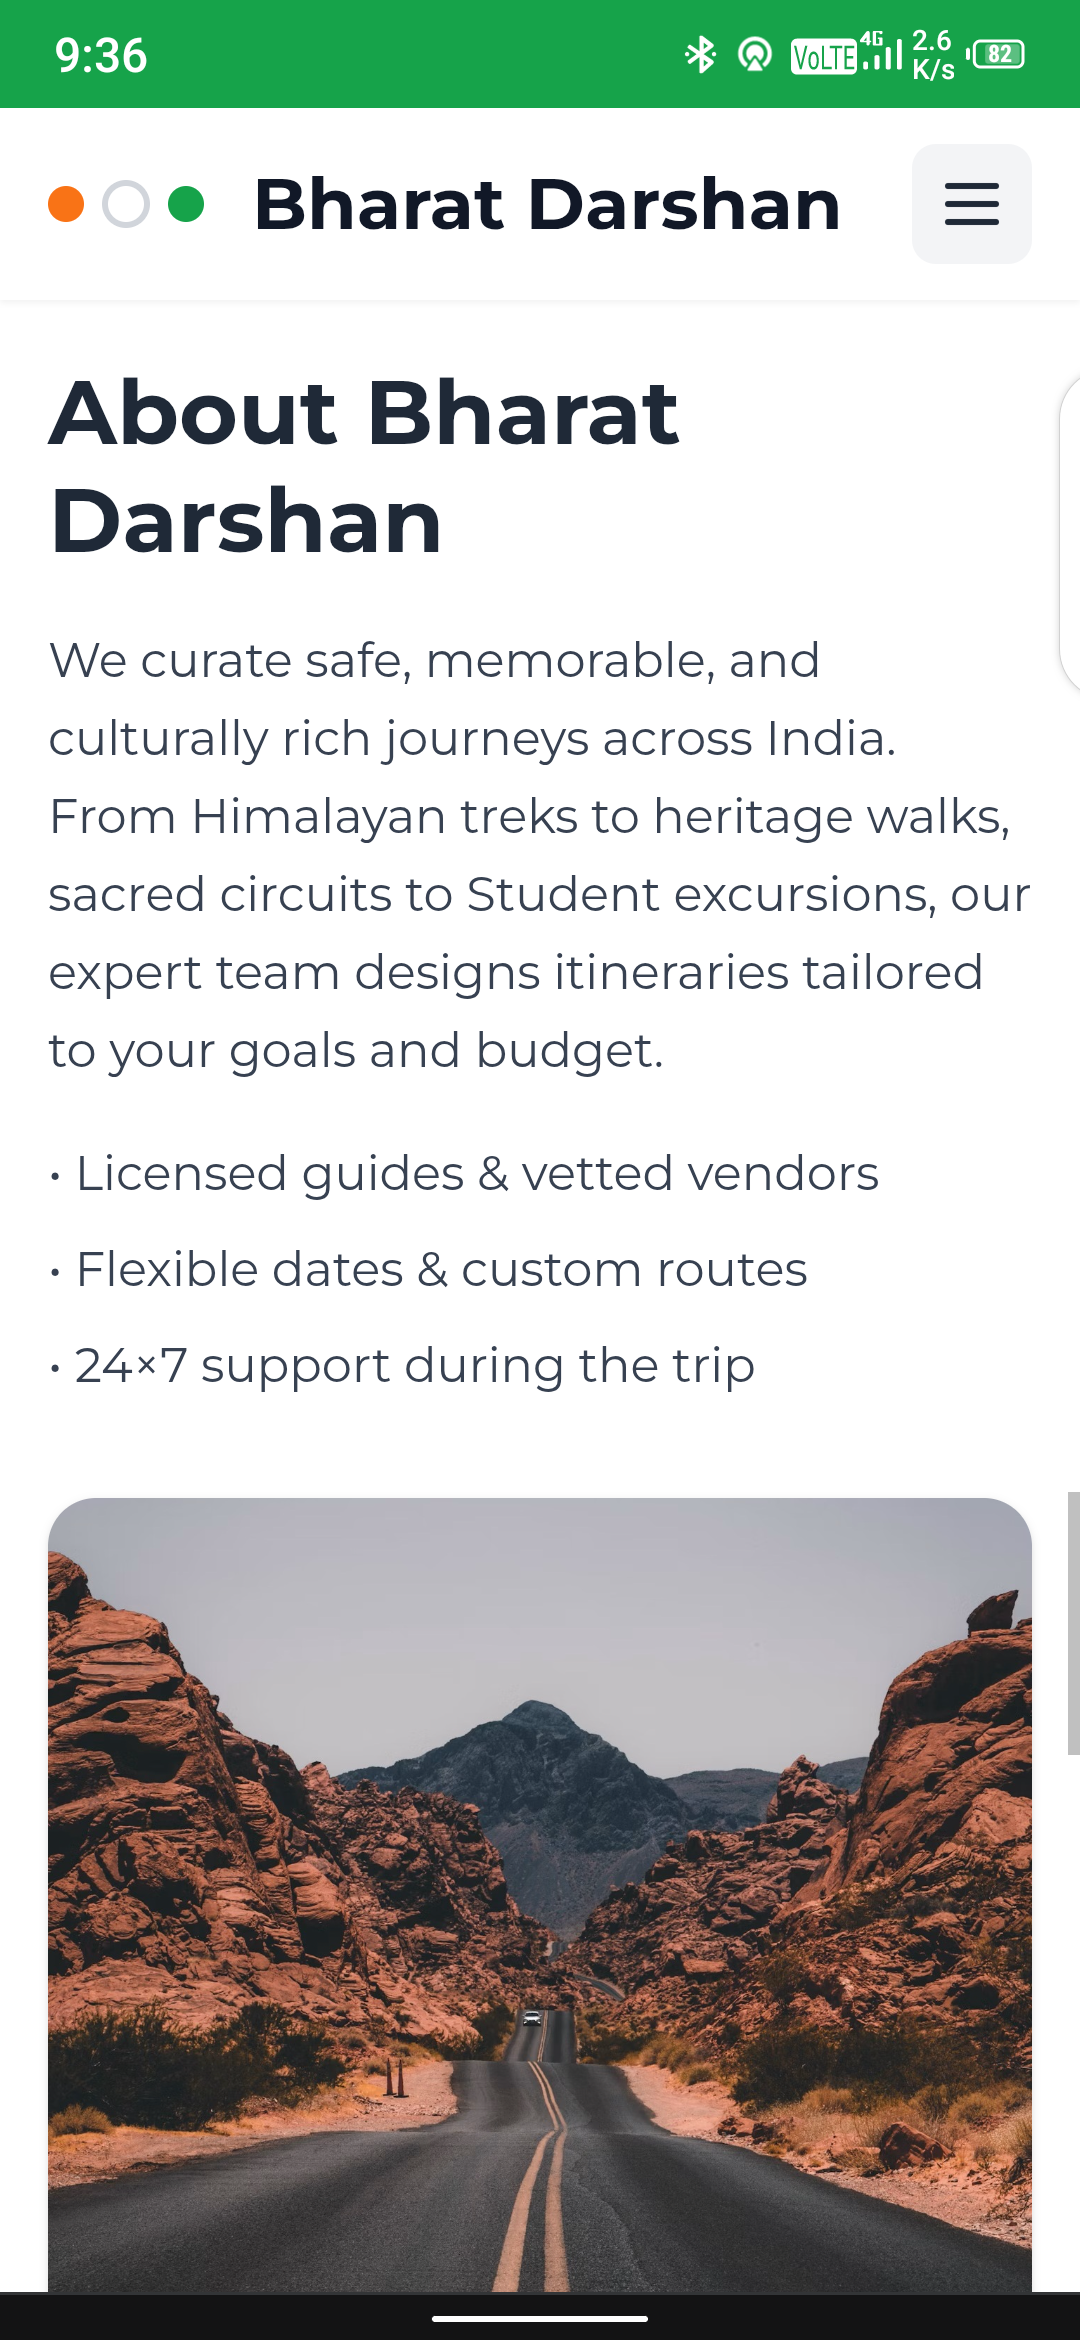 9:36
VoLTE 4G 2.6 K/s 82
Bharat Darshan
About Bharat
Darshan
We curate safe, memorable, and
culturally rich journeys across India.
From Himalayan treks to heritage walks,
sacred circuits to Student excursions, our
expert team designs itineraries tailored
to your goals and budget.
• Licensed guides & vetted vendors
• Flexible dates & custom routes
• 24×7 support during the trip